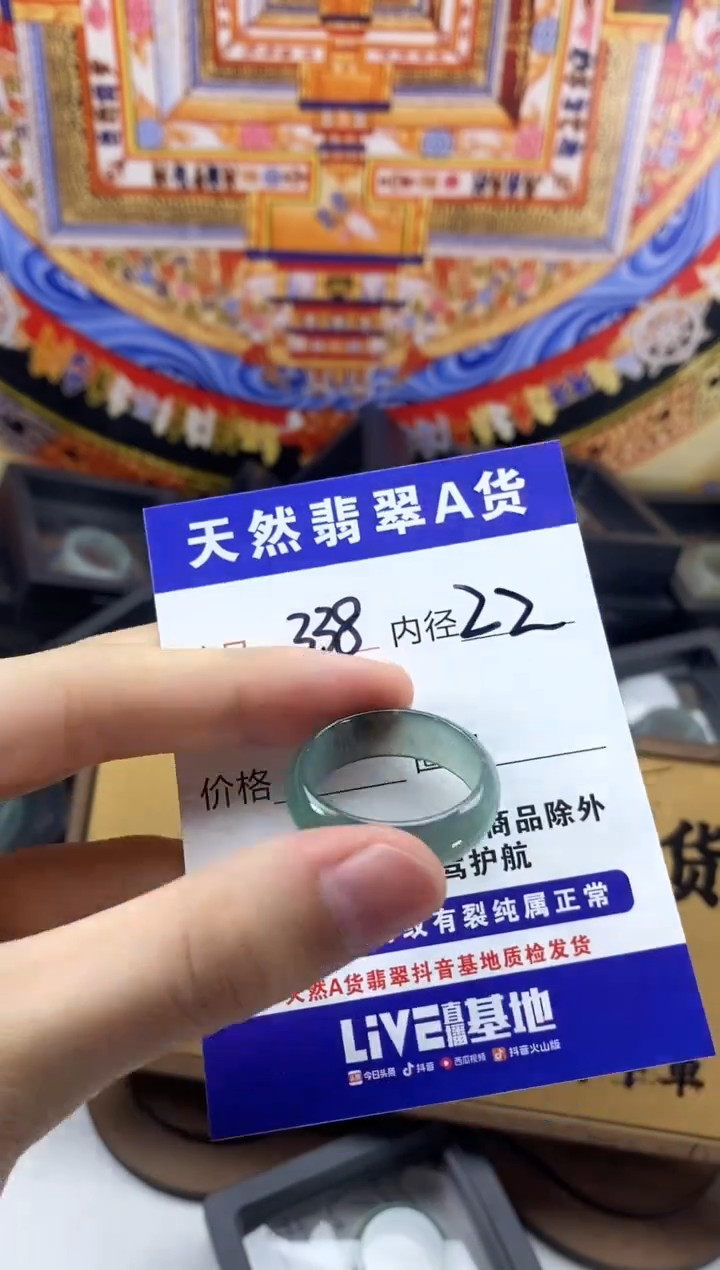 天然翡翠A货
338 内径22
价格
商品除外
驾护航
有裂纯属正常
天然A货翡翠抖音基地质检发货
LiVE直播基地
今日头条 抖音 西瓜视频 抖音火山版
货